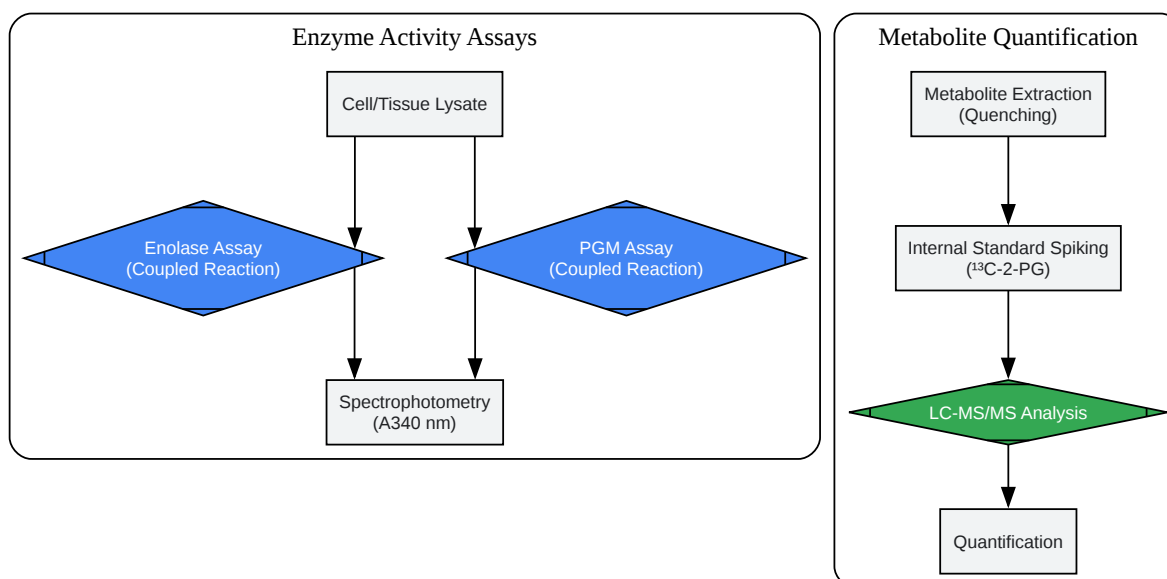 Enzyme Activity Assays
Cell/Tissue Lysate
Enolase Assay
(Coupled Reaction)
PGM Assay
(Coupled Reaction)
Spectrophotometry
(A340 nm)
Metabolite Quantification
Metabolite Extraction
(Quenching)
Internal Standard Spiking
(¹³C-2-PG)
LC-MS/MS Analysis
Quantification